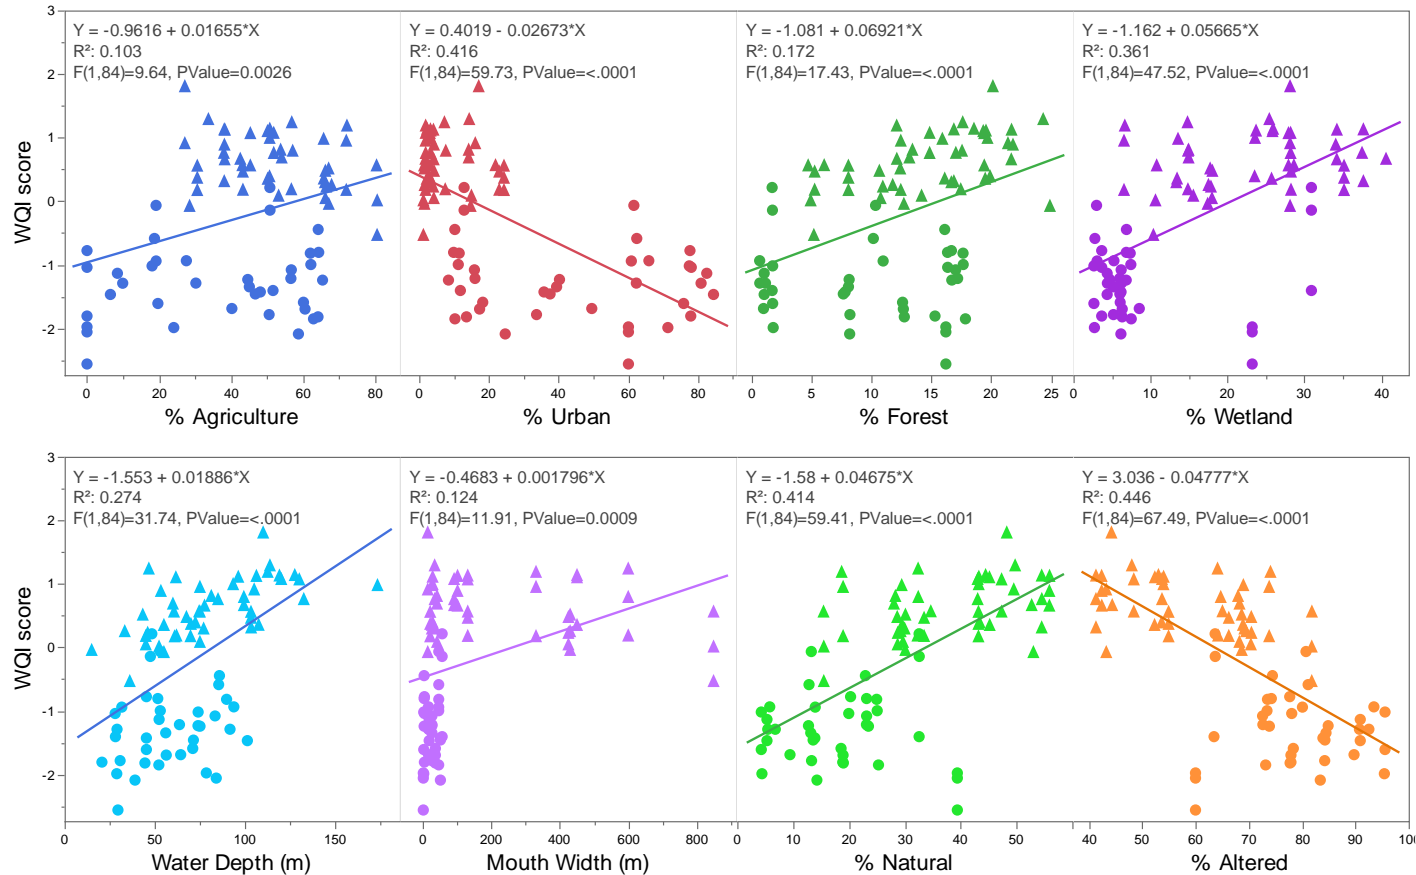 Y = -0.9616 + 0.01655*X
R²: 0.103
F(1,84)=9.64, PValue=0.0026
Y = 0.4019 - 0.02673*X
R²: 0.416
F(1,84)=59.73, PValue=<.0001
Y = -1.081 + 0.06921*X
R²: 0.172
F(1,84)=17.43, PValue=<.0001
Y = -1.162 + 0.05665*X
R²: 0.361
F(1,84)=47.52, PValue=<.0001
3
2
1
0
-1
-2
WQI score
0 20 40 60 80
0 20 40 60 80
0 5 10 15 20 25
0 10 20 30 40
% Agriculture
% Urban
% Forest
% Wetland
Y = -1.553 + 0.01886*X
R²: 0.274
F(1,84)=31.74, PValue=<.0001
Y = -0.4683 + 0.001796*X
R²: 0.124
F(1,84)=11.91, PValue=0.0009
Y = -1.58 + 0.04675*X
R²: 0.414
F(1,84)=59.41, PValue=<.0001
Y = 3.036 - 0.04777*X
R²: 0.446
F(1,84)=67.49, PValue=<.0001
3
2
1
0
-1
-2
WQI score
0 50 100 150
0 200 400 600 800
0 10 20 30 40 50
40 50 60 70 80 90 100
Water Depth (m)
Mouth Width (m)
% Natural
% Altered